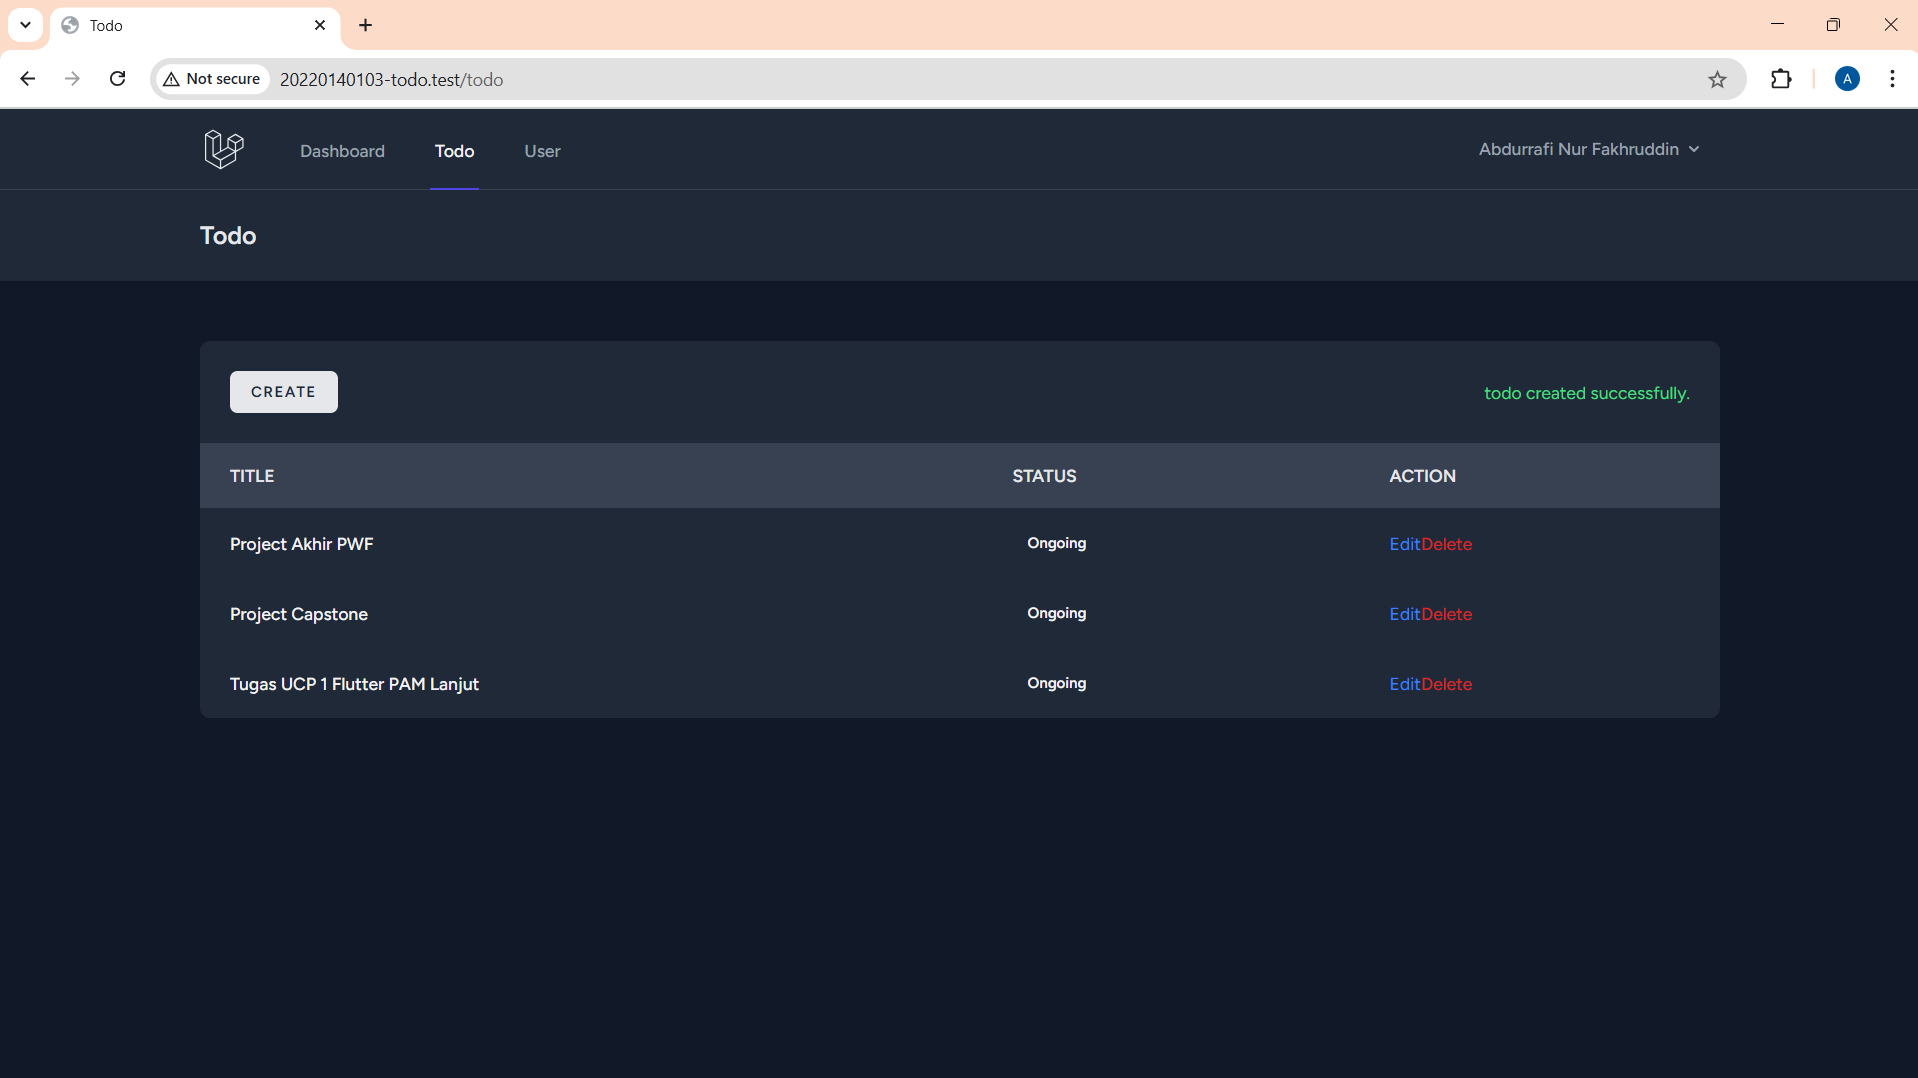 Todo
Not secure 20220140103-todo.test/todo A
Dashboard Todo User Abdurrafi Nur Fakhruddin
Todo
CREATE todo created successfully.
TITLE STATUS ACTION
Project Akhir PWF Ongoing EditDelete
Project Capstone Ongoing EditDelete
Tugas UCP 1 Flutter PAM Lanjut Ongoing EditDelete